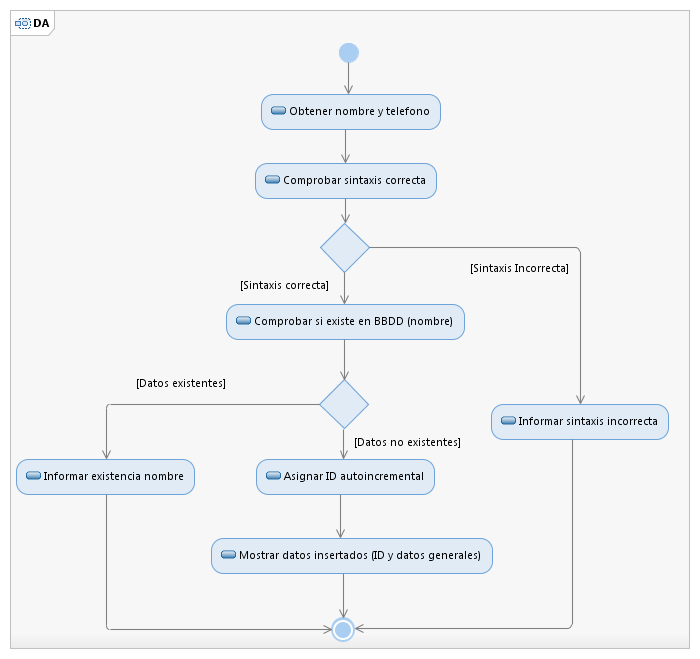 DA
Obtener nombre y telefono
Comprobar sintaxis correcta
[Sintaxis Incorrecta]
[Sintaxis correcta]
Comprobar si existe en BBDD (nombre)
[Datos existentes]
Informar sintaxis incorrecta
[Datos no existentes]
Informar existencia nombre
Asignar ID autoincremental
Mostrar datos insertados (ID y datos generales)